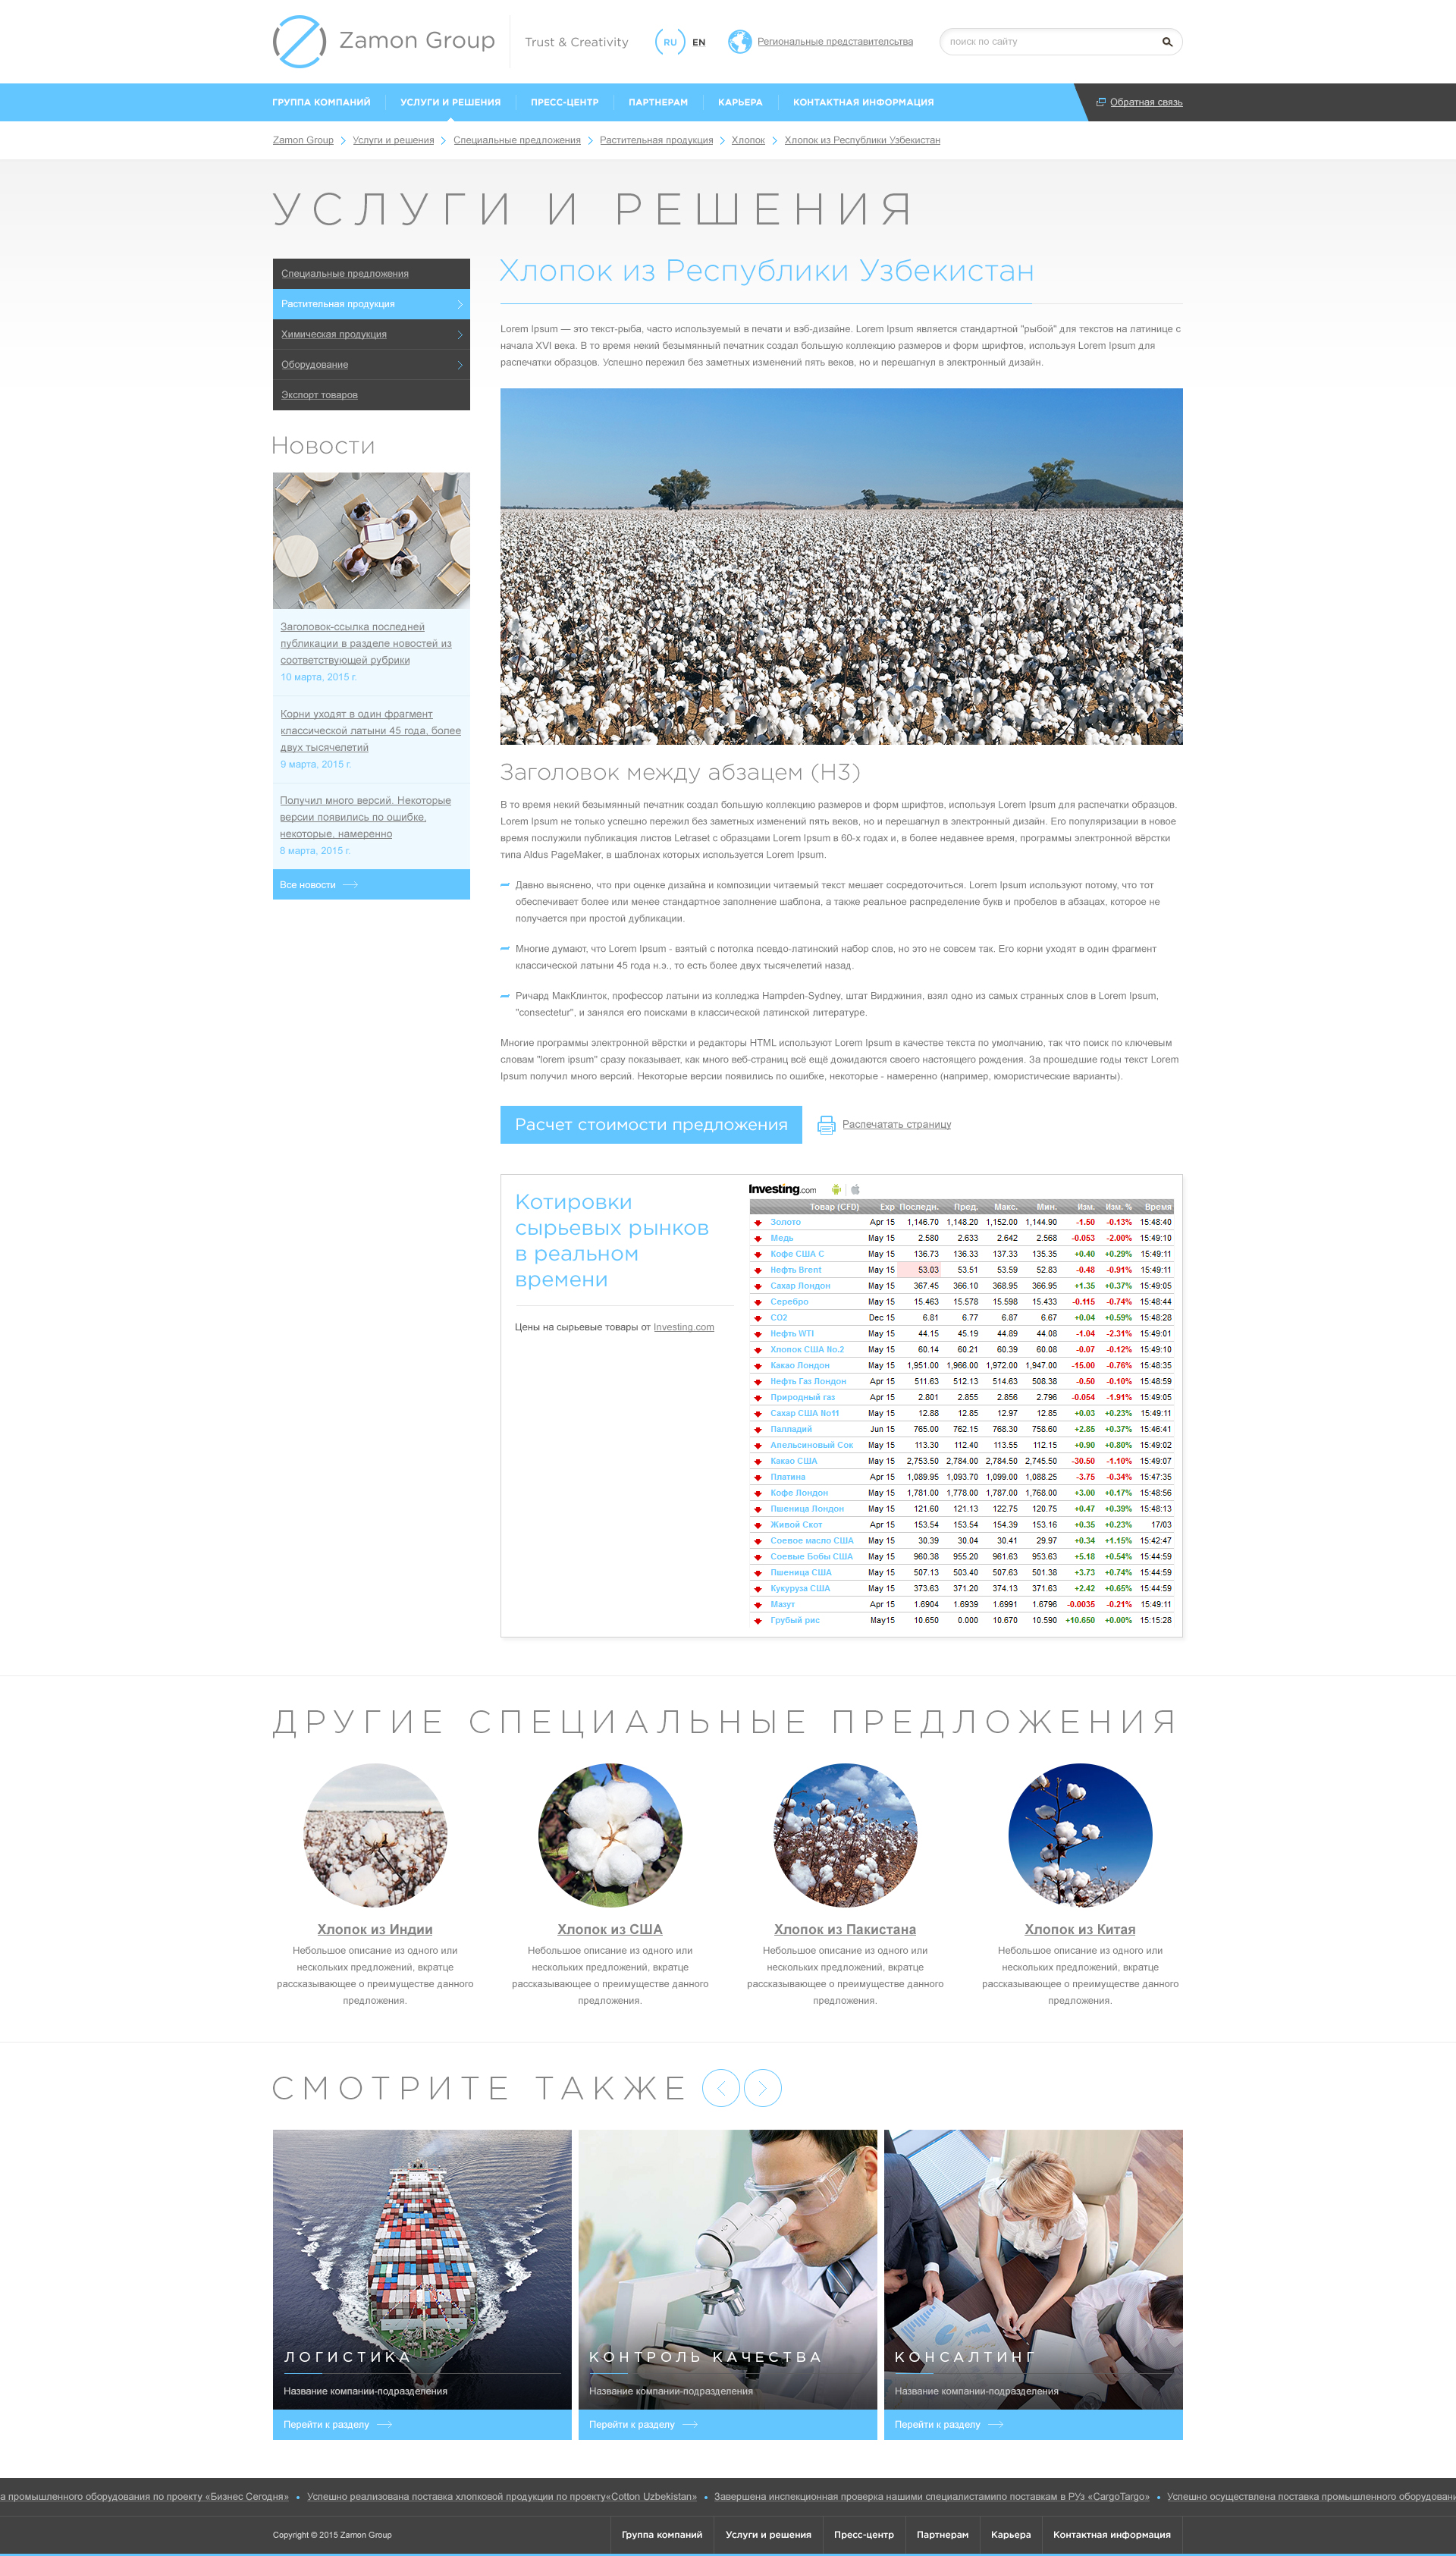 Zamon Group
Trust & Creativity
RU EN
Региональные представителсьтва
поиск по сайту
ГРУППА КОМПАНИЙ
УСЛУГИ И РЕШЕНИЯ
ПРЕСС-ЦЕНТР
ПАРТНЕРАМ
КАРЬЕРА
КОНТАКТНАЯ ИНФОРМАЦИЯ
Обратная связь
Zamon Group
Услуги и решения
Специальные предложения
Растительная продукция
Хлопок
Хлопок из Республики Узбекистан
УСЛУГИ И РЕШЕНИЯ
Специальные предложения
Растительная продукция
Химическая продукция
Оборудование
Экспорт товаров
Новости
Заголовок-ссылка последней
публикации в разделе новостей из
соответствующей рубрики
10 марта, 2015 г.
Корни уходят в один фрагмент
классической латыни 45 года, более
двух тысячелетий
9 марта, 2015 г.
Получил много версий. Некоторые
версии появились по ошибке,
некоторые, намеренно
8 марта, 2015 г.
Все новости
Хлопок из Республики Узбекистан
Lorem Ipsum — это текст-рыба, часто используемый в печати и вэб-дизайне. Lorem Ipsum является стандартной "рыбой" для текстов на латинице с
начала XVI века. В то время некий безымянный печатник создал большую коллекцию размеров и форм шрифтов, используя Lorem Ipsum для
распечатки образцов. Успешно пережил без заметных изменений пять веков, но и перешагнул в электронный дизайн.
Заголовок между абзацем (H3)
В то время некий безымянный печатник создал большую коллекцию размеров и форм шрифтов, используя Lorem Ipsum для распечатки образцов.
Lorem Ipsum не только успешно пережил без заметных изменений пять веков, но и перешагнул в электронный дизайн. Его популяризации в новое
время послужили публикация листов Letraset с образцами Lorem Ipsum в 60-х годах и, в более недавнее время, программы электронной вёрстки
типа Aldus PageMaker, в шаблонах которых используется Lorem Ipsum.
Давно выяснено, что при оценке дизайна и композиции читаемый текст мешает сосредоточиться. Lorem Ipsum используют потому, что тот
обеспечивает более или менее стандартное заполнение шаблона, а также реальное распределение букв и пробелов в абзацах, которое не
получается при простой дубликации.
Многие думают, что Lorem Ipsum - взятый с потолка псевдо-латинский набор слов, но это не совсем так. Его корни уходят в один фрагмент
классической латыни 45 года н.э., то есть более двух тысячелетий назад.
Ричард МакКлинток, профессор латыни из колледжа Hampden-Sydney, штат Вирджиния, взял одно из самых странных слов в Lorem Ipsum,
"consectetur", и занялся его поисками в классической латинской литературе.
Многие программы электронной вёрстки и редакторы HTML используют Lorem Ipsum в качестве текста по умолчанию, так что поиск по ключевым
словам "lorem ipsum" сразу показывает, как много веб-страниц всё ещё дожидаются своего настоящего рождения. За прошедшие годы текст Lorem
Ipsum получил много версий. Некоторые версии появились по ошибке, некоторые - намеренно (например, юмористические варианты).
Расчет стоимости предложения
Распечатать страницу
Котировки
сырьевых рынков
в реальном
времени
Цены на сырьевые товары от Investing.com
Investing.com
Товар (CFD) Exp Последн. Пред. Макс. Мин. Изм. Изм. % Время
Золото Apr 15 1,146.70 1,148.20 1,152.00 1,144.90 -1.50 -0.13% 15:48:40
Медь May 15 2.580 2.633 2.642 2.568 -0.053 -2.00% 15:49:10
Кофе США С May 15 136.73 136.33 137.33 135.35 +0.40 +0.29% 15:49:11
Нефть Brent May 15 53.03 53.51 53.59 52.83 -0.48 -0.91% 15:49:11
Сахар Лондон May 15 367.45 366.10 368.95 366.95 +1.35 +0.37% 15:49:05
Серебро May 15 15.463 15.578 15.598 15.433 -0.115 -0.74% 15:48:44
CO2 Dec 15 6.81 6.77 6.87 6.67 +0.04 +0.59% 15:48:28
Нефть WTI May 15 44.15 45.19 44.89 44.08 -1.04 -2.31% 15:49:01
Хлопок США No.2 May 15 60.14 60.21 60.39 60.08 -0.07 -0.12% 15:49:10
Какао Лондон May 15 1,951.00 1,966.00 1,972.00 1,947.00 -15.00 -0.76% 15:48:35
Нефть Газ Лондон Apr 15 511.63 512.13 514.63 508.38 -0.50 -0.10% 15:48:59
Природный газ Apr 15 2.801 2.855 2.856 2.796 -0.054 -1.91% 15:49:05
Сахар США No11 May 15 12.88 12.85 12.97 12.85 +0.03 +0.23% 15:49:11
Палладий Jun 15 765.00 762.15 768.30 758.60 +2.85 +0.37% 15:46:41
Апельсиновый Сок May 15 113.30 112.40 113.55 112.15 +0.90 +0.80% 15:49:02
Какао США May 15 2,753.50 2,784.00 2,784.50 2,745.50 -30.50 -1.10% 15:49:07
Платина Apr 15 1,089.95 1,093.70 1,099.00 1,088.25 -3.75 -0.34% 15:47:35
Кофе Лондон May 15 1,781.00 1,778.00 1,787.00 1,768.00 +3.00 +0.17% 15:48:56
Пшеница Лондон May 15 121.60 121.13 122.75 120.75 +0.47 +0.39% 15:48:13
Живой Скот Apr 15 153.54 153.54 154.39 153.16 +0.35 +0.23% 17/03
Соевое масло США May 15 30.39 30.04 30.41 29.97 +0.34 +1.15% 15:42:47
Соевые Бобы США May 15 960.38 955.20 961.63 953.63 +5.18 +0.54% 15:44:59
Пшеница США May 15 507.13 503.40 507.63 501.38 +3.73 +0.74% 15:44:59
Кукуруза США May 15 373.63 371.20 374.13 371.63 +2.42 +0.65% 15:44:59
Мазут Apr 15 1.6904 1.6939 1.6991 1.6796 -0.0035 -0.21% 15:49:11
Грубый рис May15 10.650 0.000 10.670 10.590 +10.650 +0.00% 15:15:28
ДРУГИЕ СПЕЦИАЛЬНЫЕ ПРЕДЛОЖЕНИЯ
Хлопок из Индии
Небольшое описание из одного или
нескольких предложений, вкратце
рассказывающее о преимуществе данного
предложения.
Хлопок из США
Небольшое описание из одного или
нескольких предложений, вкратце
рассказывающее о преимуществе данного
предложения.
Хлопок из Пакистана
Небольшое описание из одного или
нескольких предложений, вкратце
рассказывающее о преимуществе данного
предложения.
Хлопок из Китая
Небольшое описание из одного или
нескольких предложений, вкратце
рассказывающее о преимуществе данного
предложения.
СМОТРИТЕ ТАКЖЕ
ЛОГИСТИКА
Название компании-подразделения
Перейти к разделу
КОНТРОЛЬ КАЧЕСТВА
Название компании-подразделения
Перейти к разделу
КОНСАЛТИНГ
Название компании-подразделения
Перейти к разделу
а промышленного оборудования по проекту «Бизнес Сегодня»
Успешно реализована поставка хлопковой продукции по проекту«Cotton Uzbekistan»
Завершена инспекционная проверка нашими специалистамипо поставкам в РУз «CargoTargo»
Успешно осуществлена поставка промышленного оборудовани
Copyright © 2015 Zamon Group
Группа компаний
Услуги и решения
Пресс-центр
Партнерам
Карьера
Контактная информация